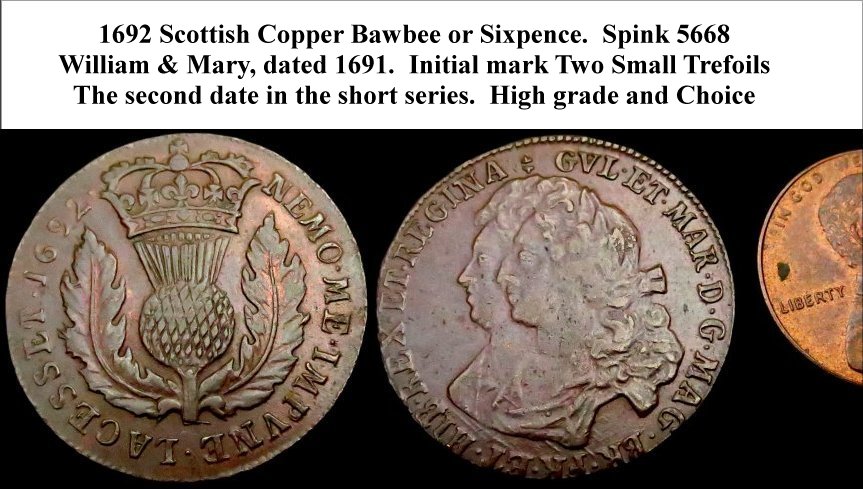 1692 Scottish Copper Bawbee or Sixpence. Spink 5668
William & Mary, dated 1691. Initial mark Two Small Trefoils
The second date in the short series. High grade and Choice
NEMO·ME·IMPVNE·LACESSET·1692
GVL·ET·MAR·D·G·MAG·BR·FR·ET·HIB·REX·ET·REGINA
IN GOD WE
LIBERTY